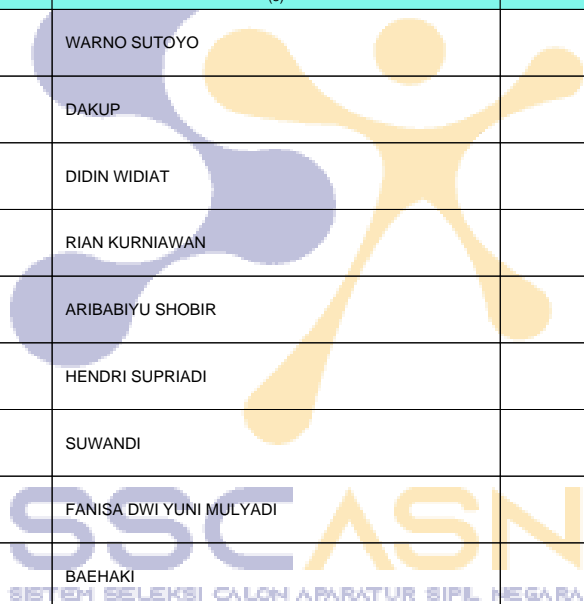 (3)
WARNO SUTOYO
DAKUP
DIDIN WIDIAT
RIAN KURNIAWAN
ARIBABIYU SHOBIR
HENDRI SUPRIADI
SUWANDI
FANISA DWI YUNI MULYADI
SSCASN
BAEHAKI
SISTEM SELEKSI CALON APARATUR SIPIL NEGARA